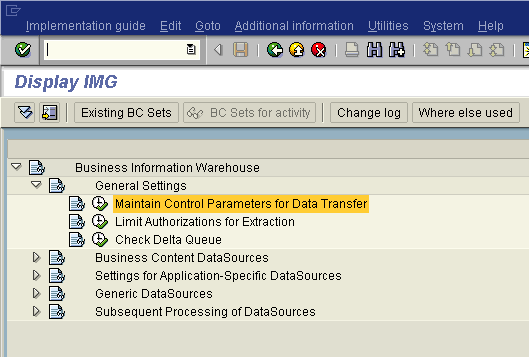 Implementation guide Edit Goto Additional information Utilities System Help
Display IMG
Existing BC Sets BC Sets for activity Change log Where else used
Business Information Warehouse
General Settings
Maintain Control Parameters for Data Transfer
Limit Authorizations for Extraction
Check Delta Queue
Business Content DataSources
Settings for Application-Specific DataSources
Generic DataSources
Subsequent Processing of DataSources